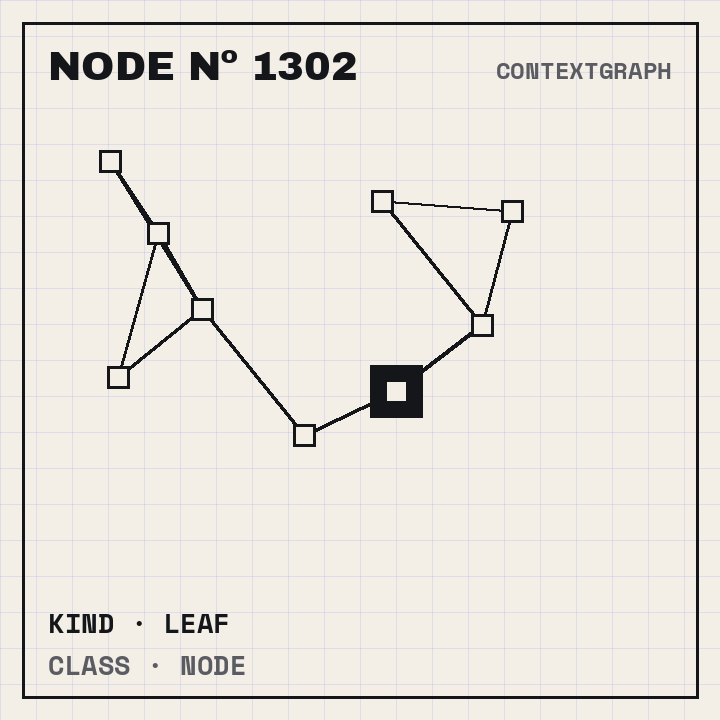 NODE Nº 1302
CONTEXTGRAPH
KIND · LEAF
CLASS · NODE